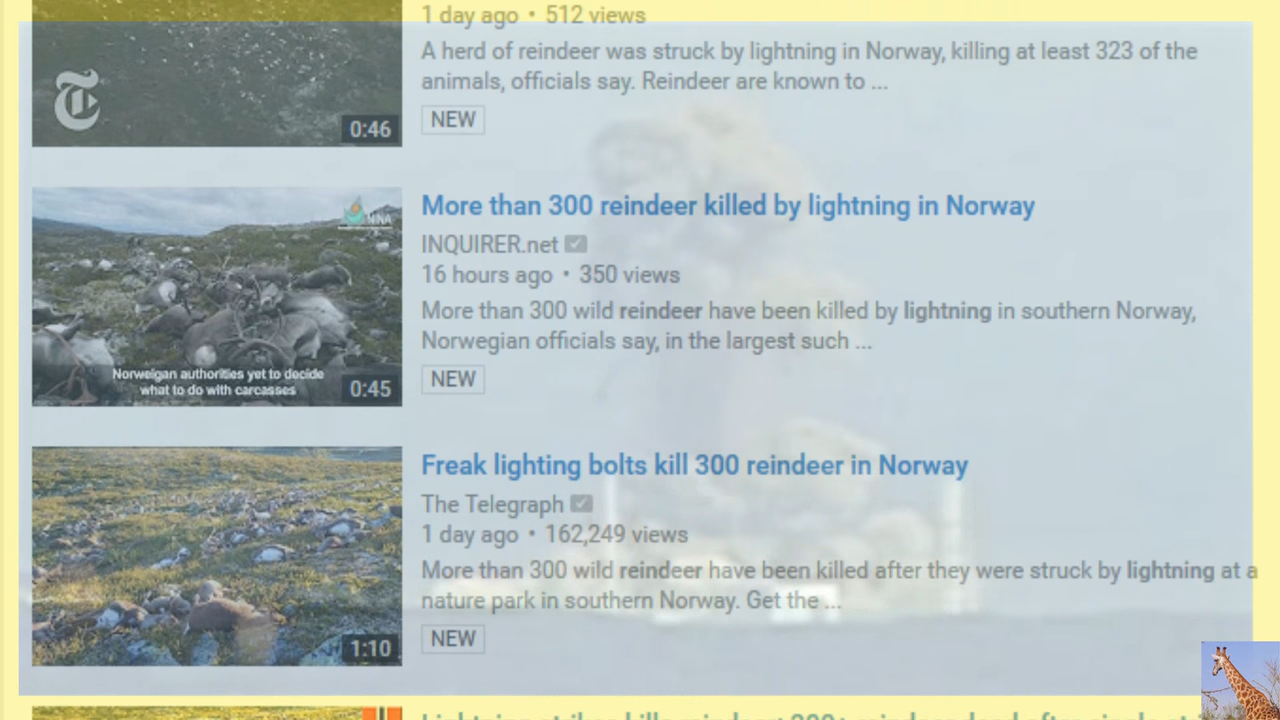 1 day ago • 512 views
A herd of reindeer was struck by lightning in Norway, killing at least 323 of the
animals, officials say. Reindeer are known to ...
NEW
0:46
More than 300 reindeer killed by lightning in Norway
INQUIRER.net
16 hours ago • 350 views
More than 300 wild reindeer have been killed by lightning in southern Norway,
Norwegian officials say, in the largest such ...
NEW
NNA
Norweigan authorities yet to decide
what to do with carcasses
0:45
Freak lighting bolts kill 300 reindeer in Norway
The Telegraph
1 day ago • 162,249 views
More than 300 wild reindeer have been killed after they were struck by lightning at a
nature park in southern Norway. Get the ...
NEW
1:10